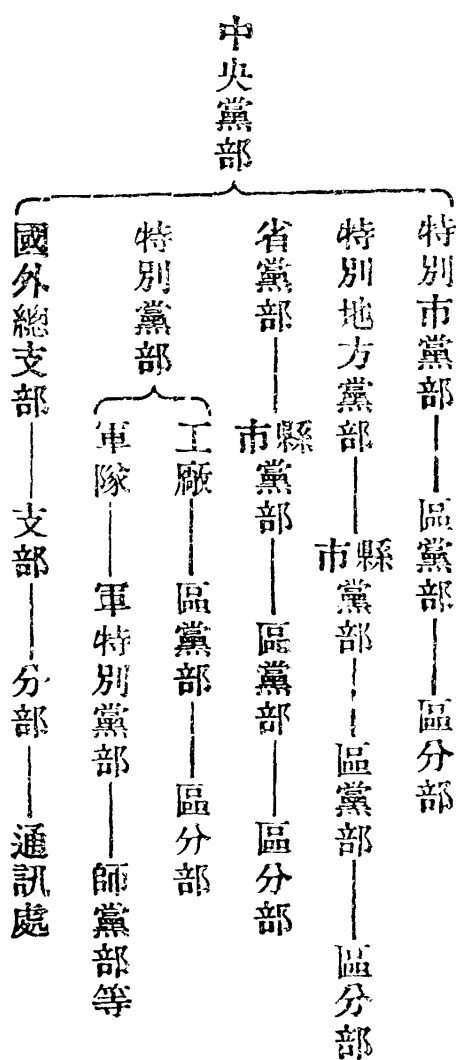 中央黨部
特別市黨部——區黨部——區分部
特別地方黨部——縣市黨部——區黨部——區分部
省黨部——縣市黨部——區黨部——區分部
特別黨部
工廠——區黨部——區分部
軍隊——軍特別黨部——師黨部等
國外總支部——支部——分部——通訊處